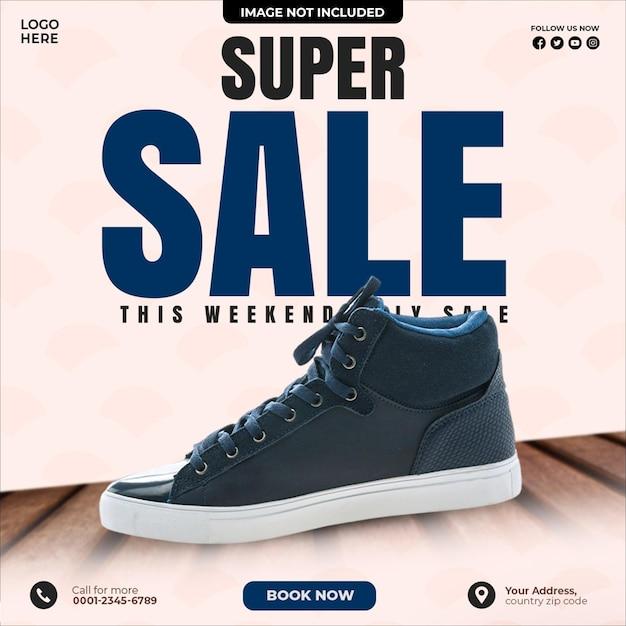 IMAGE NOT INCLUDED
LOGO
HERE
FOLLOW US NOW
SUPER
SALE
THIS WEEKEND LY SALE
Call for more
0001-2345-6789
BOOK NOW
Your Address,
country zip code